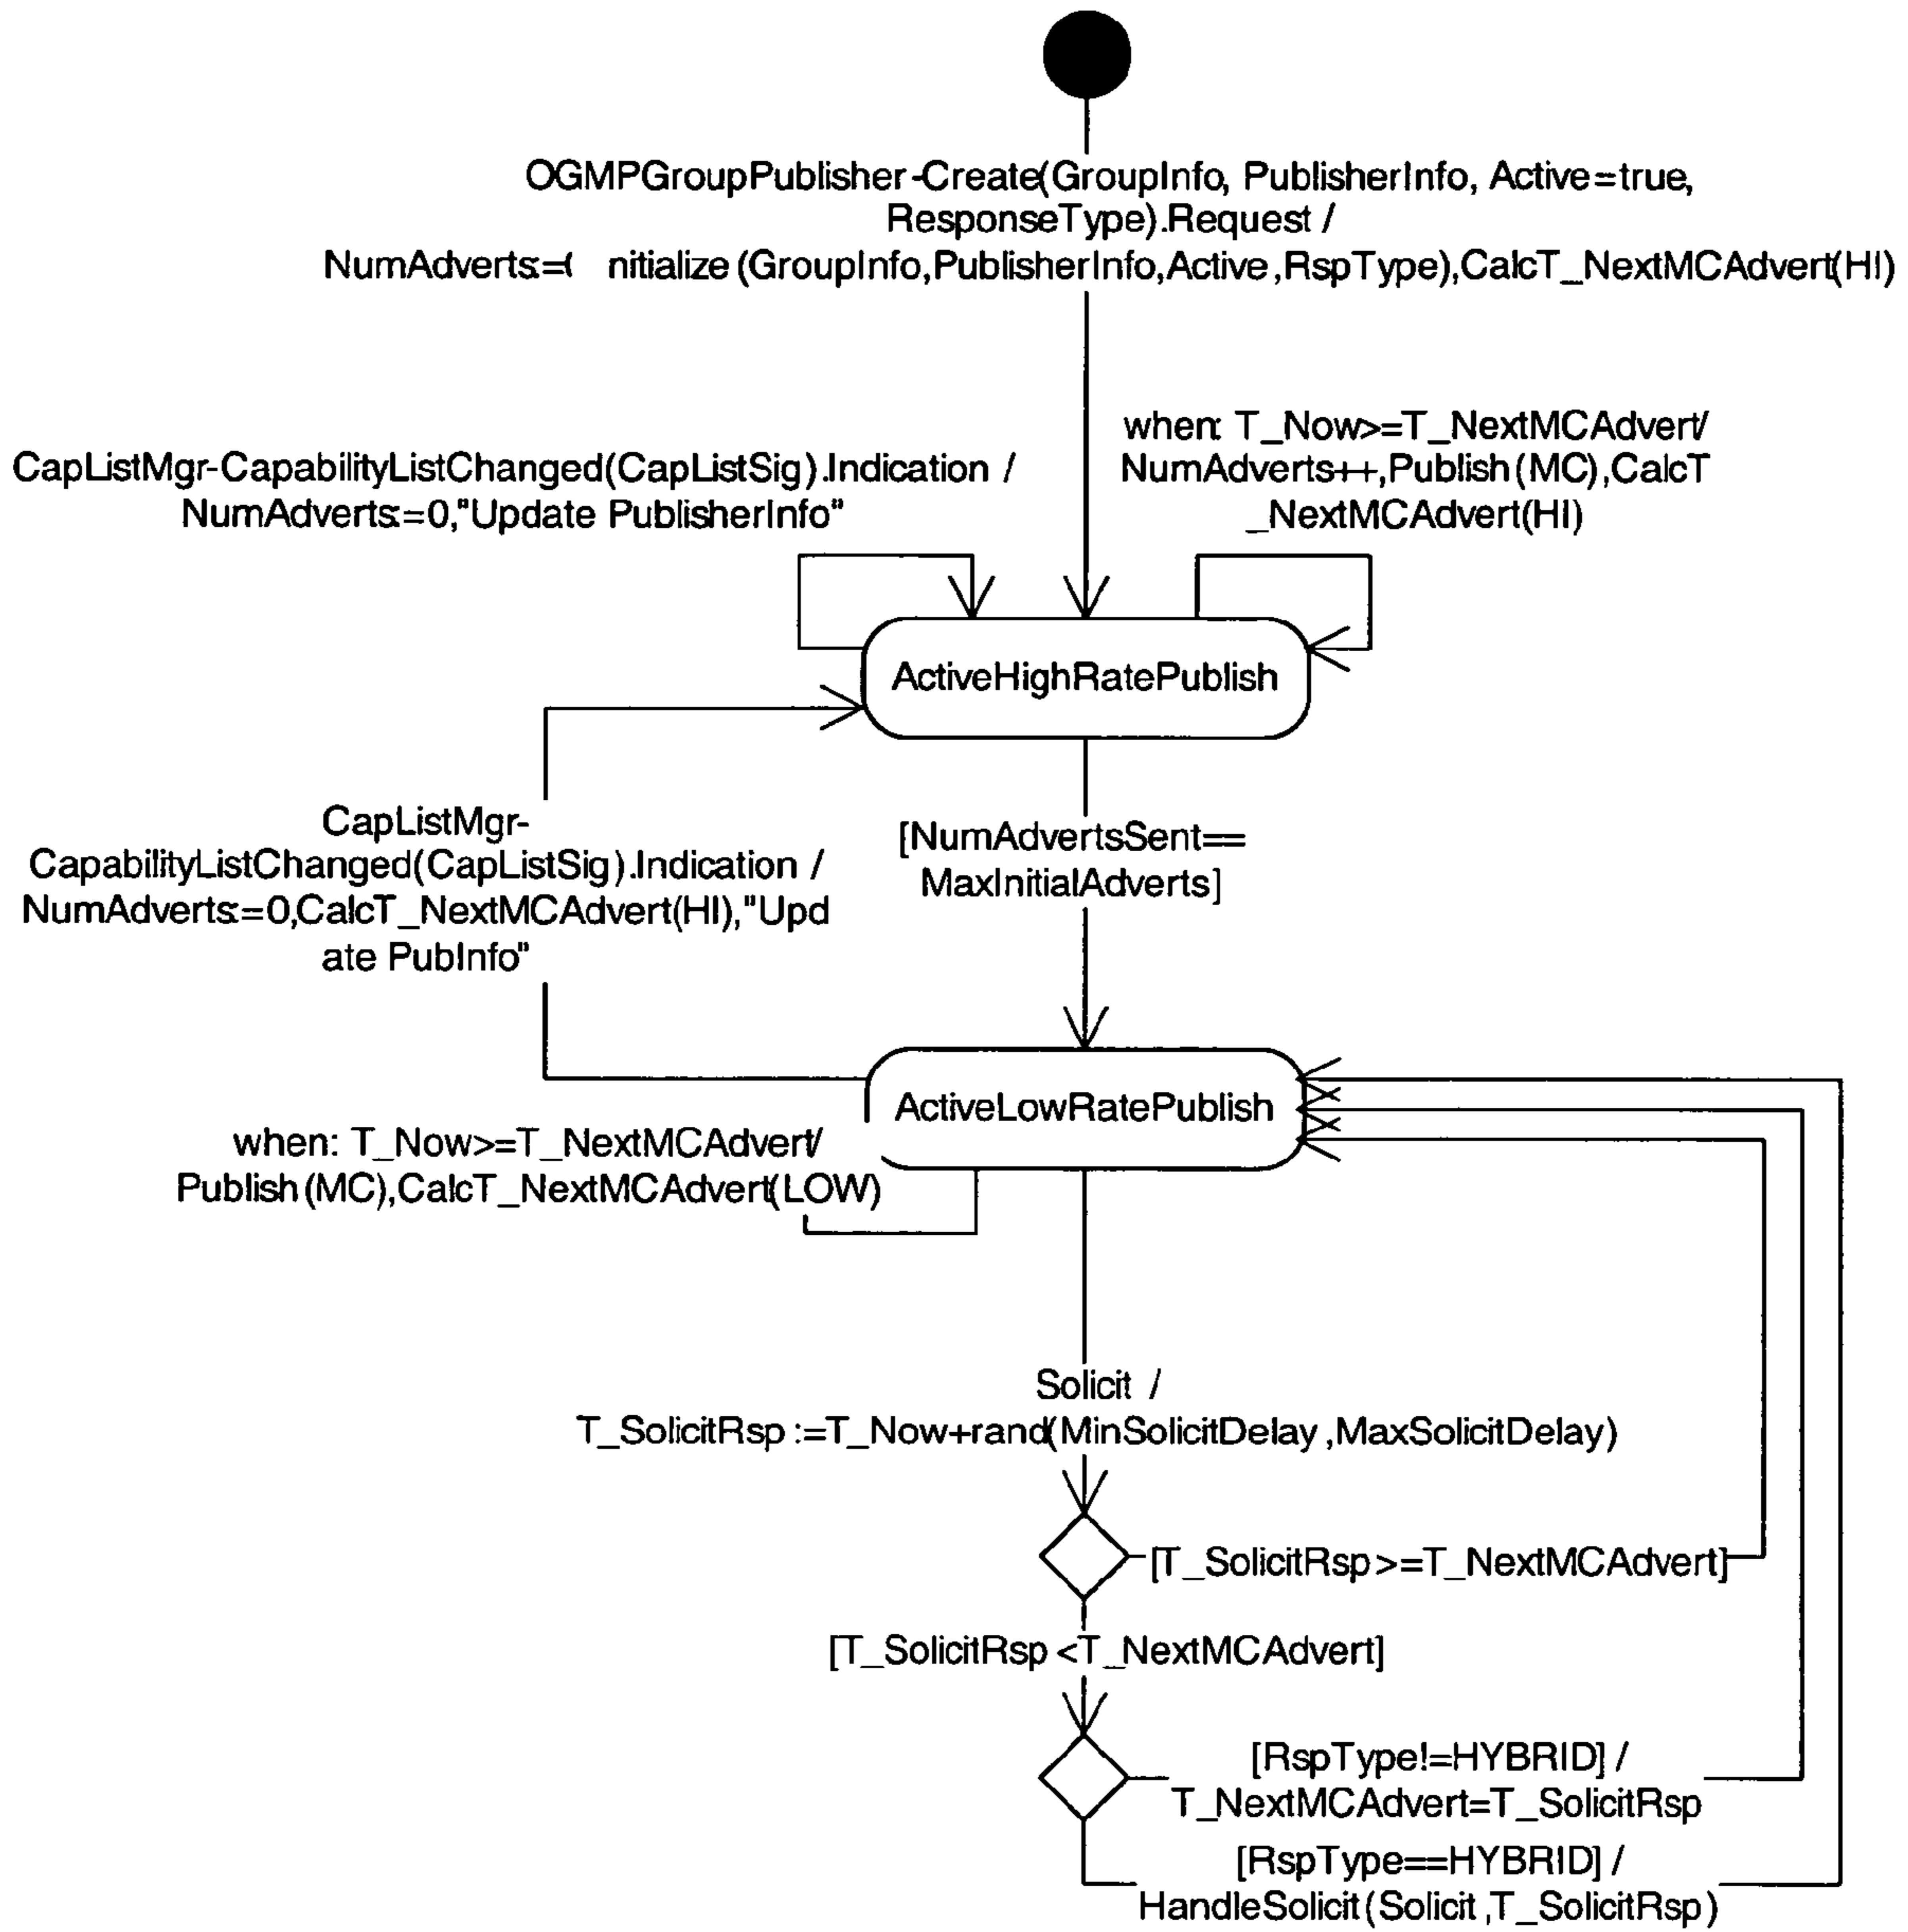 OGMPGroupPublisher-Create(GroupInfo, PublisherInfo, Active=true,
ResponseType).Request /
NumAdverts:=( nitialize (GroupInfo,PublisherInfo,Active,RspType),CalcT_NextMCAdvert(HI)
when: T_Now>=T_NextMCAdvert/
NumAdverts++,Publish(MC),CalcT
_NextMCAdvert(HI)
CapListMgr-CapabilityListChanged(CapListSig).Indication /
NumAdverts:=0,"Update PublisherInfo"
ActiveHighRatePublish
CapListMgr-
CapabilityListChanged(CapListSig).Indication /
NumAdverts:=0,CalcT_NextMCAdvert(HI),"Upd
ate PubInfo"
[NumAdvertsSent==
MaxInitialAdverts]
ActiveLowRatePublish
when: T_Now>=T_NextMCAdvert/
Publish(MC),CalcT_NextMCAdvert(LOW)
Solicit /
T_SolicitRsp:=T_Now+rand(MinSolicitDelay,MaxSolicitDelay)
[T_SolicitRsp>=T_NextMCAdvert]
[T_SolicitRsp<T_NextMCAdvert]
[RspType!=HYBRID] /
T_NextMCAdvert=T_SolicitRsp
[RspType==HYBRID] /
HandleSolicit(Solicit,T_SolicitRsp)